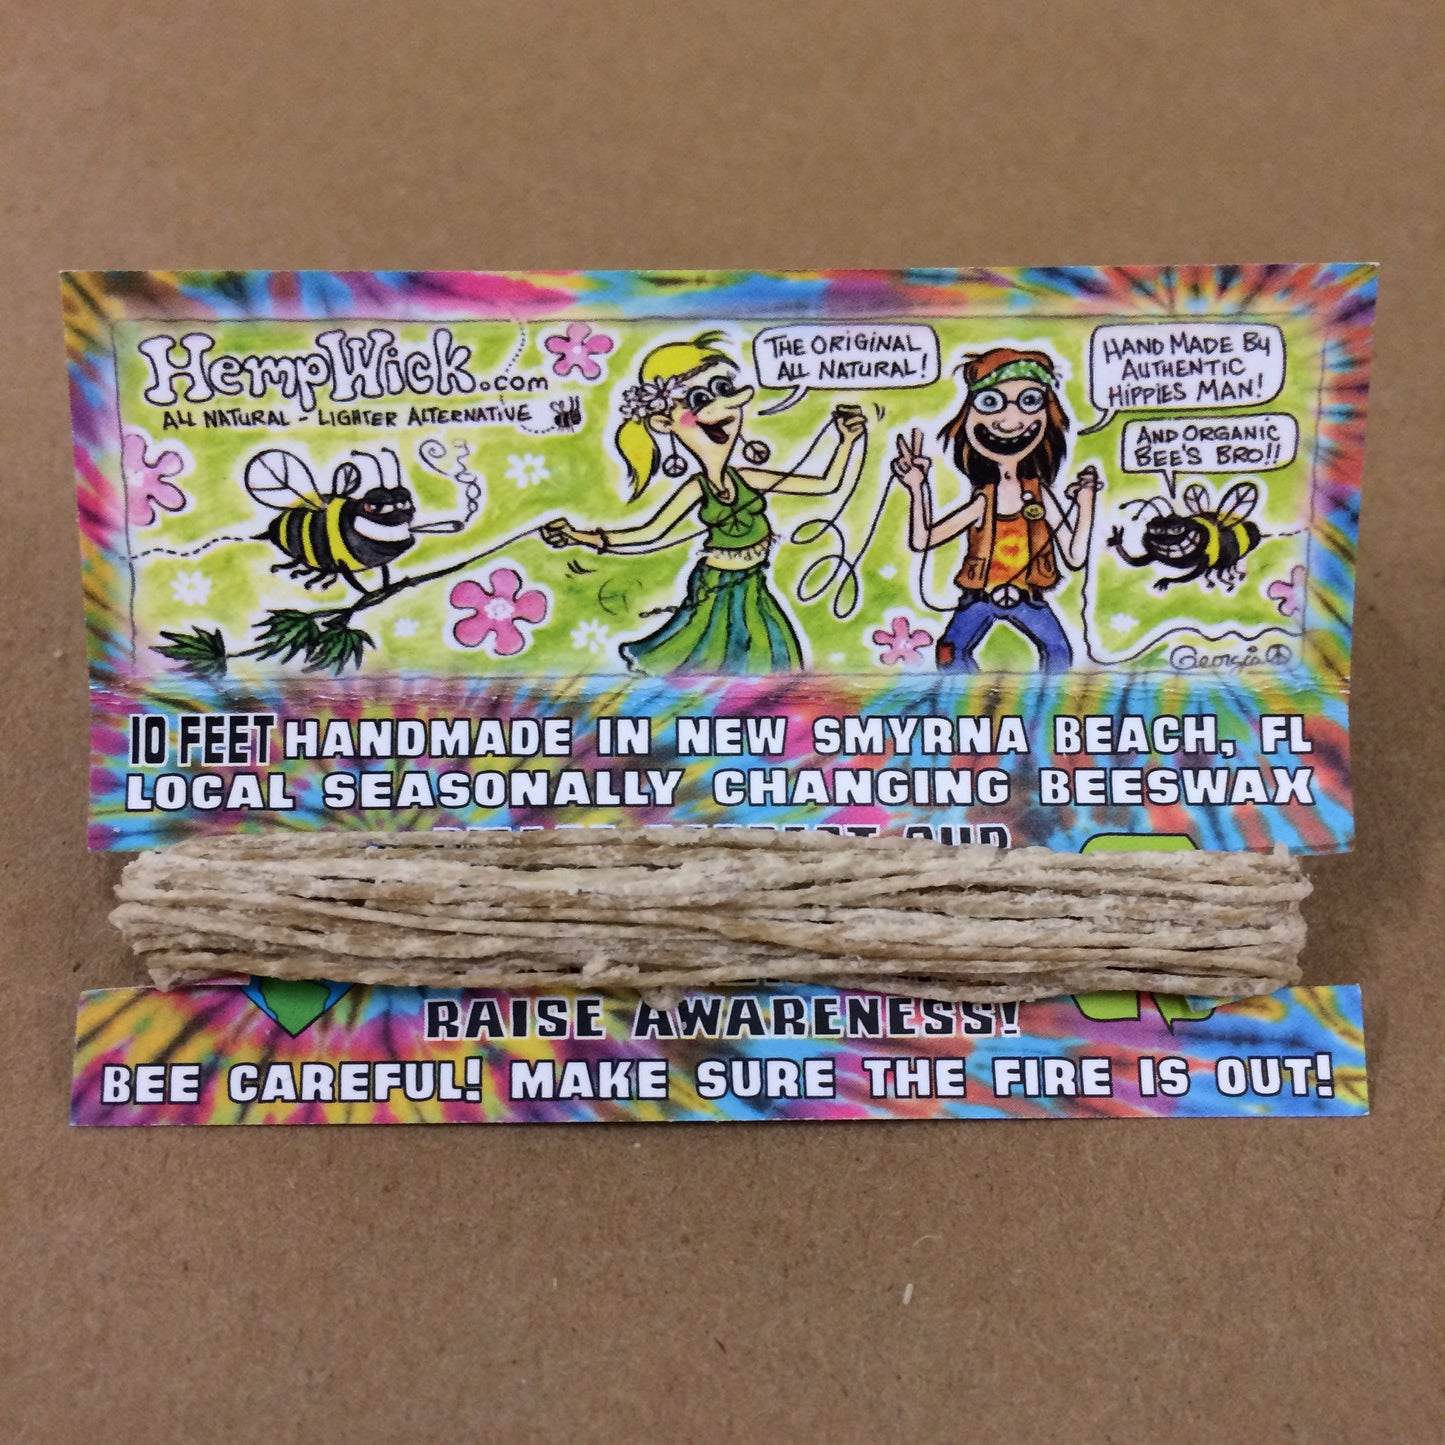 HempWick.com
ALL NATURAL - LIGHTER ALTERNATIVE
THE ORIGINAL
ALL NATURAL!
HAND MADE By
AUTHENTIC
HiPPiES MAN!
AND ORGANIC
BEE'S BRO!!
Georgia
10 FEET HANDMADE IN NEW SMYRNA BEACH, FL
LOCAL SEASONALLY CHANGING BEESWAX
OUR
RAISE AWARENESS!
BEE CAREFUL! MAKE SURE THE FIRE IS OUT!